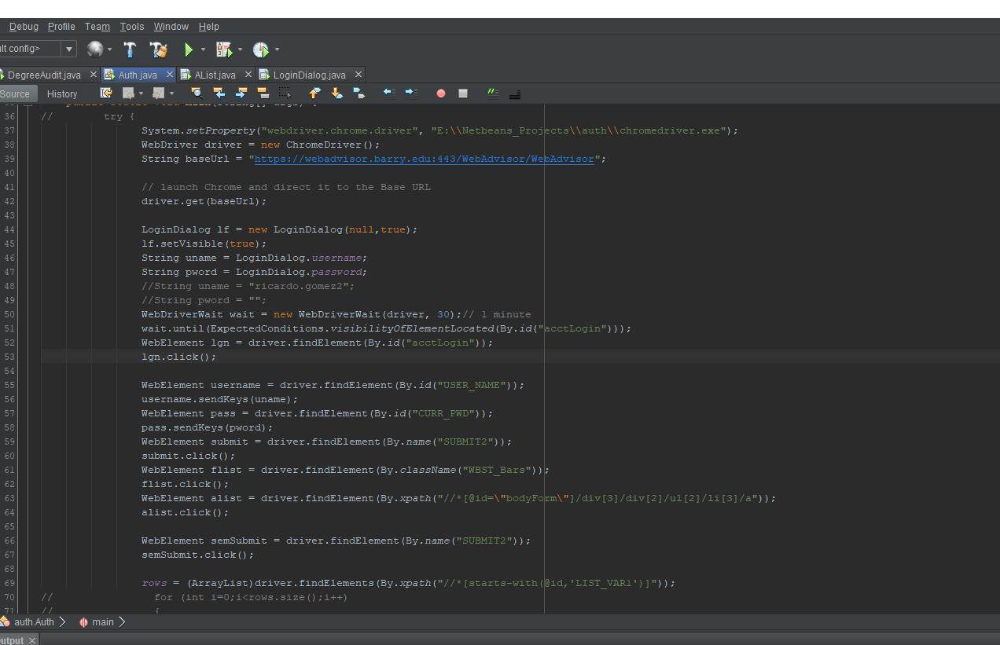 Debug Profile Team Tools Window Help
ult config>
DegreeAudit.java × Auth.java × AList.java × LoginDialog.java ×
Source History
public static void main(String[] args) {
36 // try {
37 System.setProperty("webdriver.chrome.driver", "E:\\Netbeans_Projects\\auth\\chromedriver.exe");
38 WebDriver driver = new ChromeDriver();
39 String baseUrl = "https://webadvisor.barry.edu:443/WebAdvisor/WebAdvisor";
40
41 // launch Chrome and direct it to the Base URL
42 driver.get(baseUrl);
43
44 LoginDialog lf = new LoginDialog(null,true);
45 lf.setVisible(true);
46 String uname = LoginDialog.username;
47 String pword = LoginDialog.password;
48 //String uname = "ricardo.gomez2";
49 //String pword = "";
50 WebDriverWait wait = new WebDriverWait(driver, 30);// 1 minute
51 wait.until(ExpectedConditions.visibilityOfElementLocated(By.id("acctLogin")));
52 WebElement lgn = driver.findElement(By.id("acctLogin"));
53 lgn.click();
54
55 WebElement username = driver.findElement(By.id("USER_NAME"));
56 username.sendKeys(uname);
57 WebElement pass = driver.findElement(By.id("CURR_PWD"));
58 pass.sendKeys(pword);
59 WebElement submit = driver.findElement(By.name("SUBMIT2"));
60 submit.click();
61 WebElement flist = driver.findElement(By.className("WBST_Bars"));
62 flist.click();
63 WebElement alist = driver.findElement(By.xpath("//*[@id=\"bodyForm\"]/div[3]/div[2]/ul[2]/li[3]/a"));
64 alist.click();
65
66 WebElement semSubmit = driver.findElement(By.name("SUBMIT2"));
67 semSubmit.click();
68
69 rows = (ArrayList)driver.findElements(By.xpath("//*[starts-with(@id,'LIST_VAR1')]"));
70 // for (int i=0;i<rows.size();i++)
71 // {
auth.Auth main
utput ×